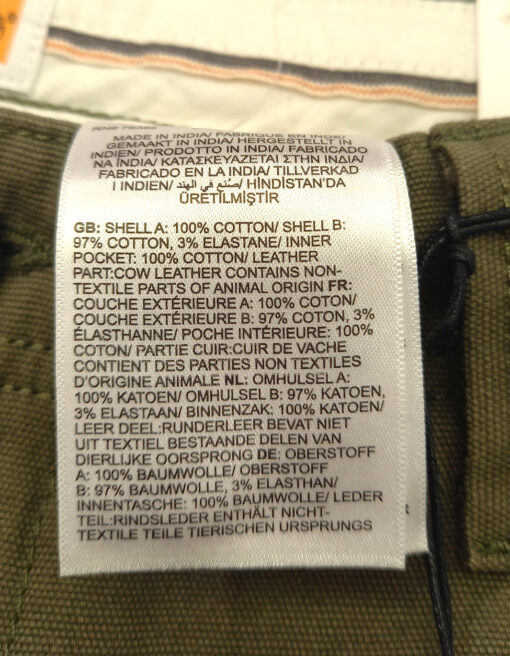 MADE IN INDIA/ FABRIQUÉ EN INDE/
GEMAAKT IN INDIA/ HERGESTELLT IN
INDIEN/ PRODOTTO IN INDIA/ FABRICADO
NA ÍNDIA/ ΚΑΤΑΣΚΕΥΑΖΕΤΑΙ ΣΤΗΝ ΙΝΔΙΑ/
FABRICADO EN LA INDIA/ TILLVERKAD
I INDIEN/ صنع في الهند/ HİNDİSTAN'DA
ÜRETİLMİŞTİR
GB: SHELL A: 100% COTTON/ SHELL B:
97% COTTON, 3% ELASTANE/ INNER
POCKET: 100% COTTON/ LEATHER
PART:COW LEATHER CONTAINS NON-
TEXTILE PARTS OF ANIMAL ORIGIN FR:
COUCHE EXTÉRIEURE A: 100% COTON/
COUCHE EXTÉRIEURE B: 97% COTON, 3%
ÉLASTHANNE/ POCHE INTÉRIEURE: 100%
COTON/ PARTIE CUIR:CUIR DE VACHE
CONTIENT DES PARTIES NON TEXTILES
D'ORIGINE ANIMALE NL: OMHULSEL A:
100% KATOEN/ OMHULSEL B: 97% KATOEN,
3% ELASTAAN/ BINNENZAK: 100% KATOEN/
LEER DEEL:RUNDERLEER BEVAT NIET
UIT TEXTIEL BESTAANDE DELEN VAN
DIERLIJKE OORSPRONG DE: OBERSTOFF
A: 100% BAUMWOLLE/ OBERSTOFF
B: 97% BAUMWOLLE, 3% ELASTHAN/
INNENTASCHE: 100% BAUMWOLLE/ LEDER
TEIL:RINDSLEDER ENTHÄLT NICHT-
TEXTILE TEILE TIERISCHEN URSPRUNGS